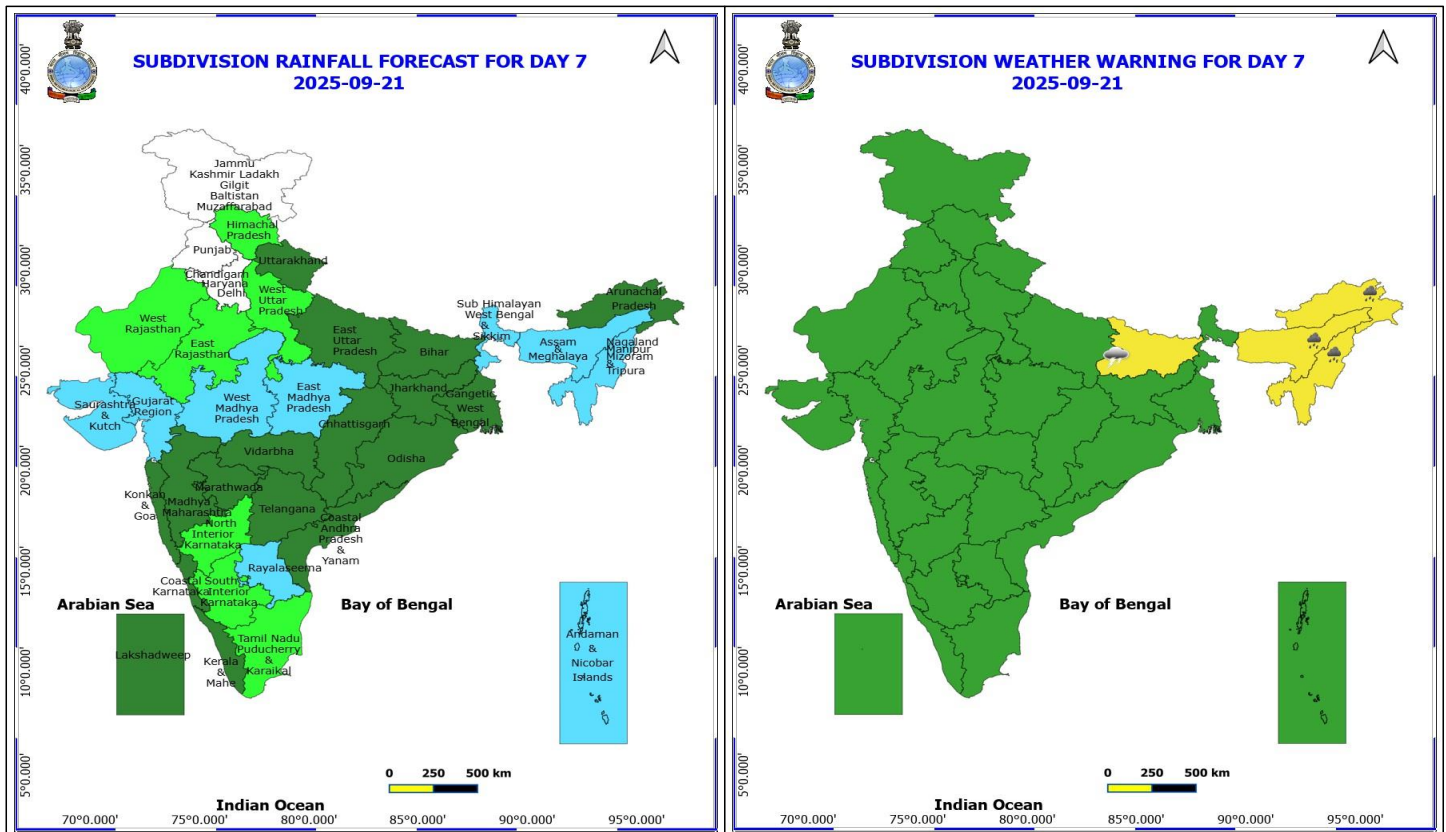 SUBDIVISION RAINFALL FORECAST FOR DAY 7
2025-09-21
40°0.000'
35°0.000'
30°0.000'
25°0.000'
20°0.000'
15°0.000'
10°0.000'
5°0.000'
Jammu
Kashmir Ladakh
Gilgit
Baltistan
Muzaffarabad
Himachal
Pradesh
Punjab
Uttarakhand
Chandigarh
Haryana
Delhi
West
Uttar
Pradesh
West
Rajasthan
East
Rajasthan
East
Uttar
Pradesh
Bihar
Sub Himalayan
West Bengal
&
Sikkim
Arunachal
Pradesh
Assam
&
Meghalaya
Nagaland
Manipur
Mizoram
&
Tripura
Saurashtra
&
Kutch
Gujarat
Region
West
Madhya
Pradesh
East
Madhya
Pradesh
Jharkhand
Gangetic
West
Bengal
Chhattisgarh
Odisha
Vidarbha
Marathwada
Konkan
&
Goa
Madhya
Maharashtra
Telangana
North
Interior
Karnataka
Coastal
Andhra
Pradesh
&
Yanam
Rayalaseema
Coastal
Karnataka
South
Interior
Karnataka
Tamil Nadu
Puducherry
&
Karaikal
Kerala
&
Mahe
Lakshadweep
Andaman
&
Nicobar
Islands
Arabian Sea
Bay of Bengal
Indian Ocean
0 250 500 km
70°0.000' 75°0.000' 80°0.000' 85°0.000' 90°0.000' 95°0.000'
SUBDIVISION WEATHER WARNING FOR DAY 7
2025-09-21
40°0.000'
35°0.000'
30°0.000'
25°0.000'
20°0.000'
15°0.000'
10°0.000'
5°0.000'
Arabian Sea
Bay of Bengal
Indian Ocean
0 250 500 km
70°0.000' 75°0.000' 80°0.000' 85°0.000' 90°0.000' 95°0.000'